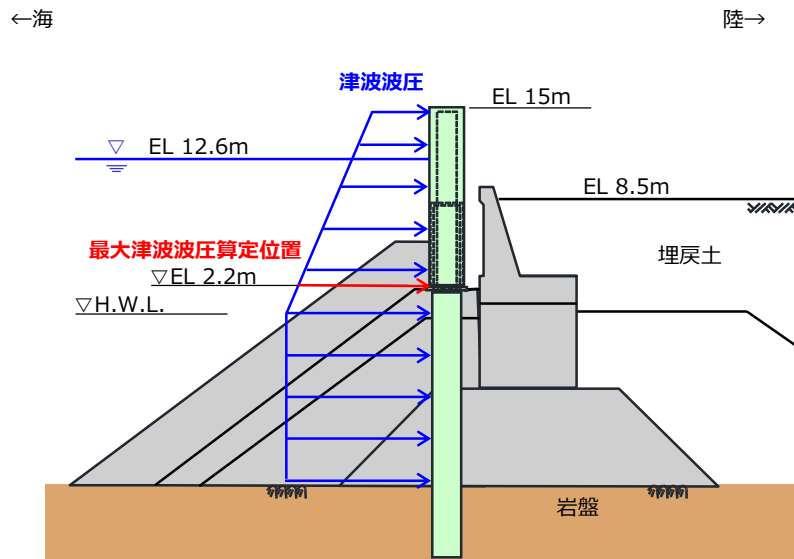 ←海
陸→
津波波圧
EL 15m
▽ EL 12.6m
EL 8.5m
最大津波波圧算定位置
埋戻土
▽EL 2.2m
▽H.W.L.
岩盤